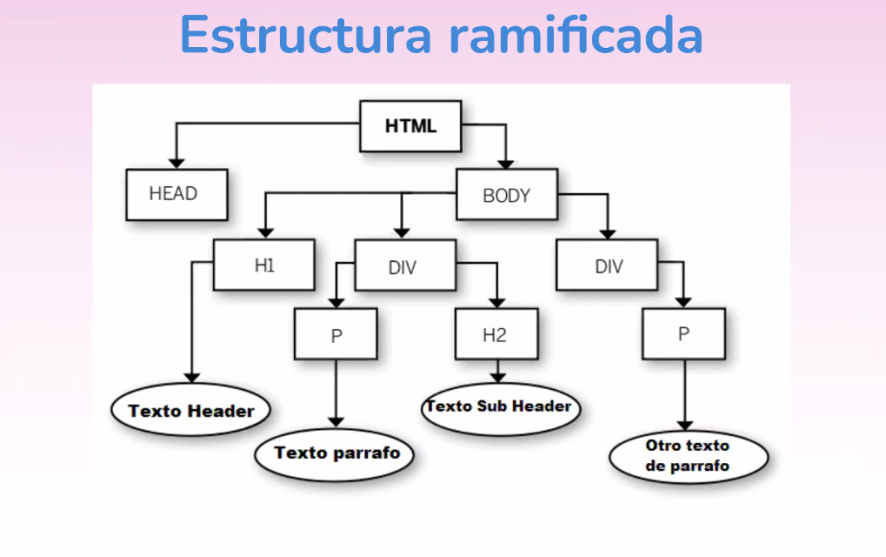 Estructura ramificada
HTML
HEAD
BODY
H1
DIV
DIV
P
H2
P
Texto Header
Texto Sub Header
Texto parrafo
Otro texto
de parrafo